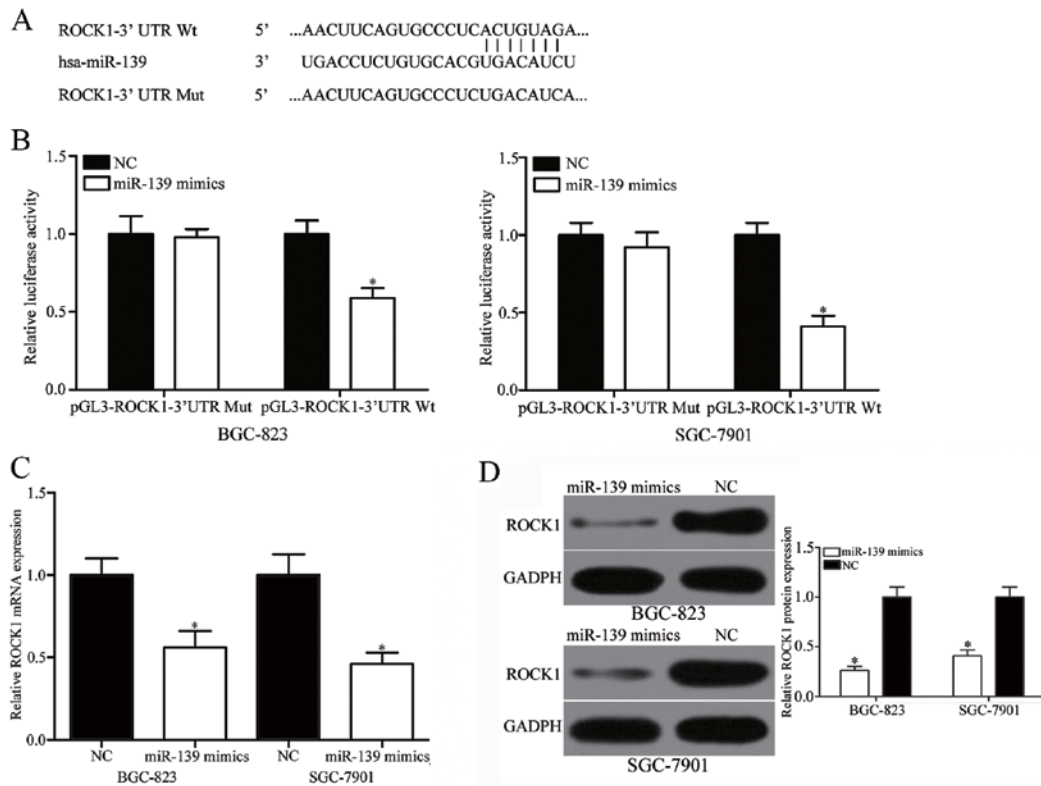 A
ROCK1-3' UTR Wt 5' ...AACUUCAGUGCCCUCACUGUAGA...
hsa-miR-139 3' UGACCUCUGUGCACGUGACAUCU
ROCK1-3' UTR Mut 5' ...AACUUCAGUGCCCUCUGACAUCA...
B
Relative luciferase activity
1.5
1.0
0.5
0.0
NC
miR-139 mimics
*
pGL3-ROCK1-3'UTR Mut pGL3-ROCK1-3'UTR Wt
BGC-823
Relative luciferase activity
1.5
1.0
0.5
0.0
NC
miR-139 mimics
*
pGL3-ROCK1-3'UTR Mut pGL3-ROCK1-3'UTR Wt
SGC-7901
C
Relative ROCK1 mRNA expression
1.5
1.0
0.5
0.0
*
*
NC miR-139 mimics NC miR-139 mimics
BGC-823 SGC-7901
D
miR-139 mimics NC
ROCK1
GADPH
BGC-823
miR-139 mimics NC
ROCK1
GADPH
SGC-7901
Relative ROCK1 protein expression
1.5
1.0
0.5
0.0
miR-139 mimics
NC
*
*
BGC-823 SGC-7901